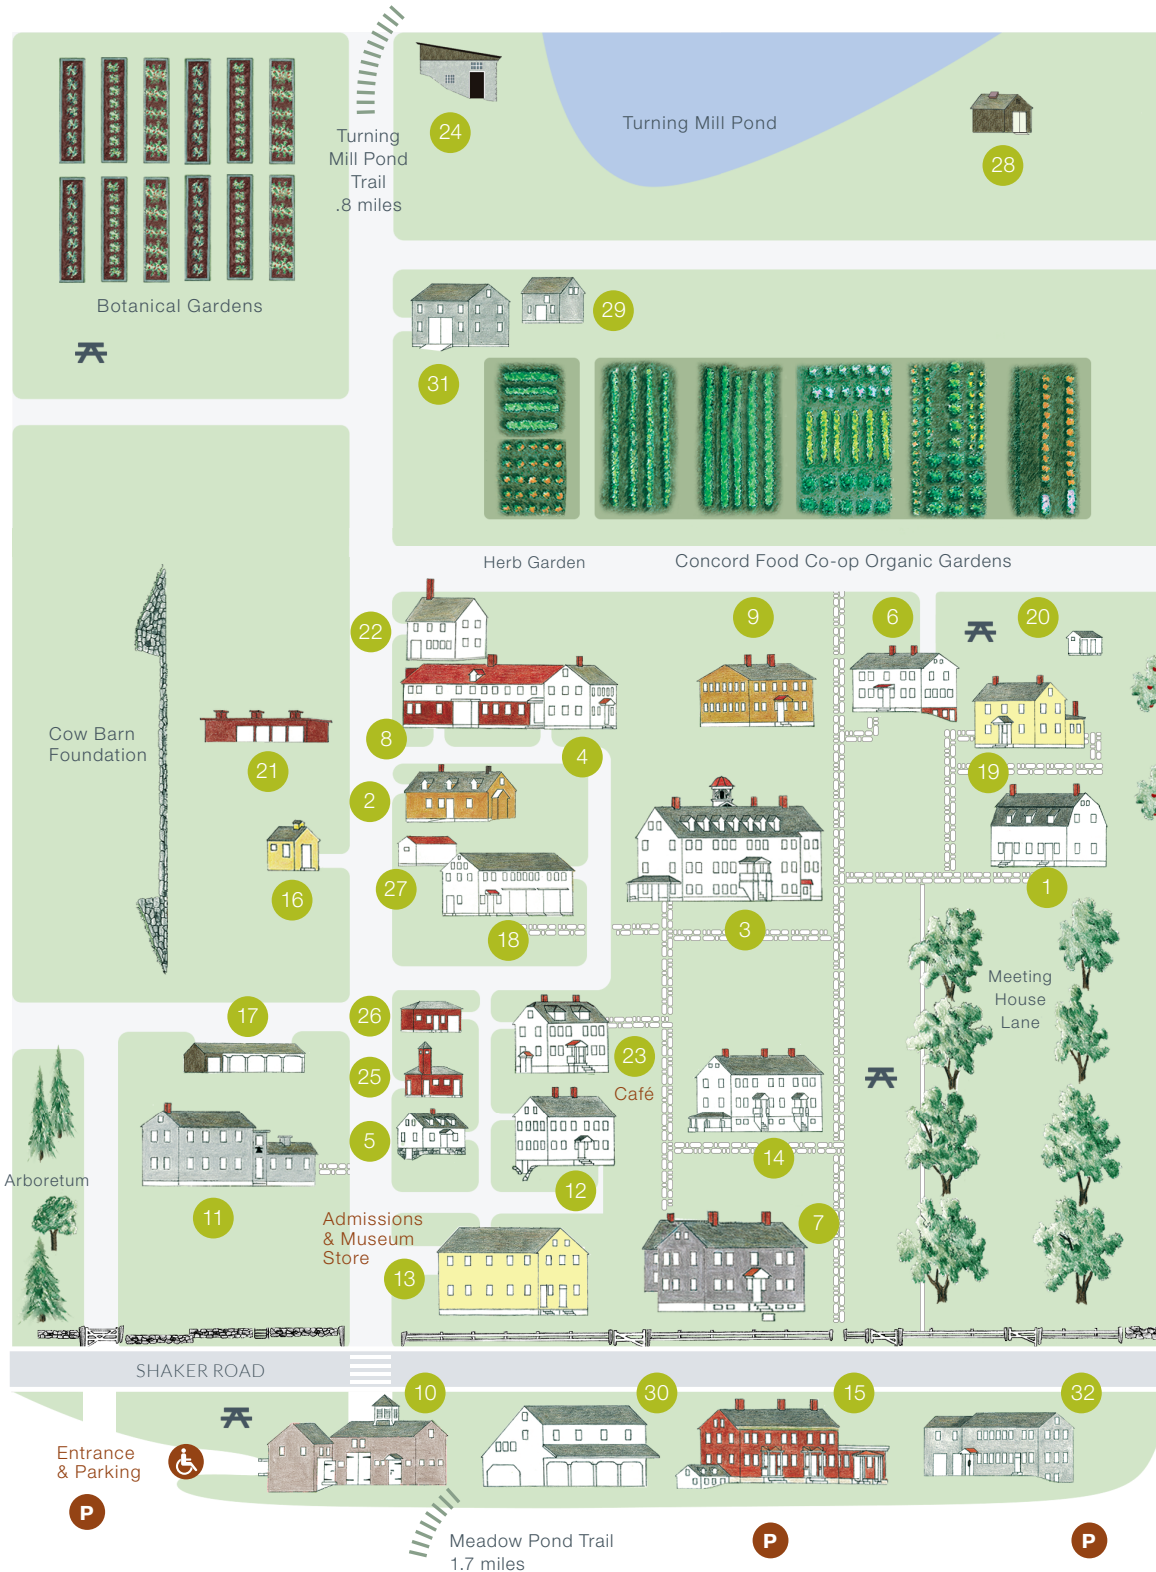 24
Turning Mill Pond
28
Turning
Mill Pond
Trail
.8 miles
Botanical Gardens
29
31
Herb Garden
Concord Food Co-op Organic Gardens
22
9
6
20
Cow Barn
Foundation
8
4
21
19
2
16
27
1
18
3
Meeting
House
Lane
17
26
23
Café
25
5
14
Arboretum
12
11
Admissions
& Museum
Store
7
13
SHAKER ROAD
10
30
15
32
Entrance
& Parking
P
Meadow Pond Trail
1.7 miles
P
P